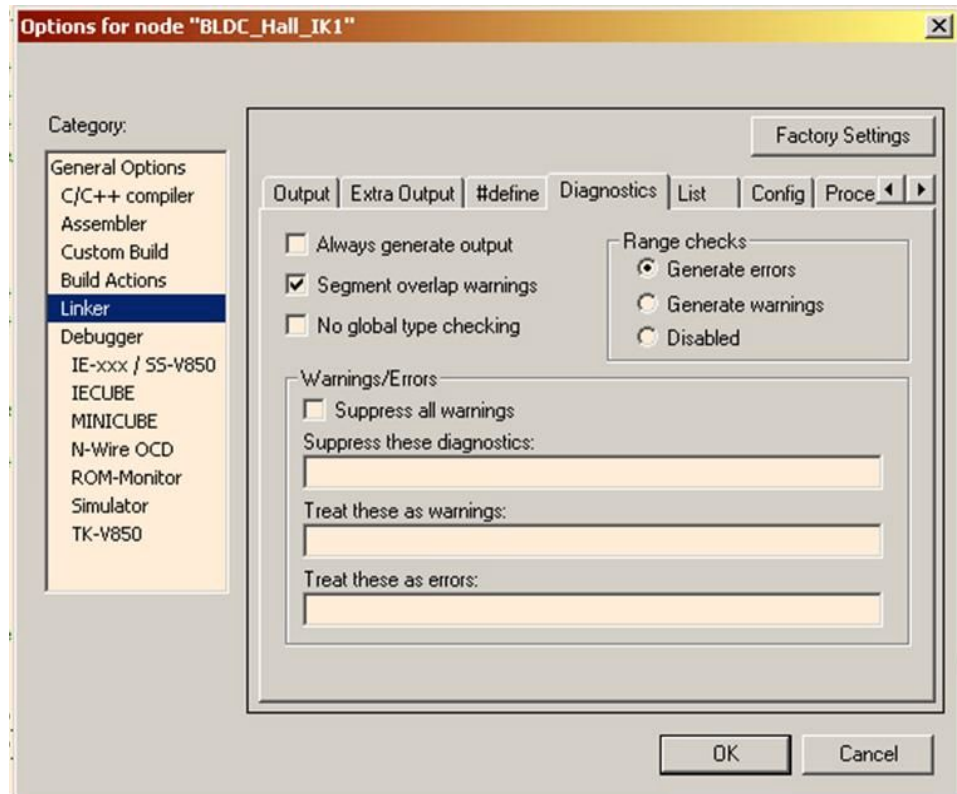 Options for node "BLDC_Hall_IK1"
Category:
General Options
C/C++ compiler
Assembler
Custom Build
Build Actions
Linker
Debugger
IE-xxx / SS-V850
IECUBE
MINICUBE
N-Wire OCD
ROM-Monitor
Simulator
TK-V850
Factory Settings
Output Extra Output #define Diagnostics List Config Proce
Always generate output
Segment overlap warnings
No global type checking
Range checks
Generate errors
Generate warnings
Disabled
Warnings/Errors
Suppress all warnings
Suppress these diagnostics:
Treat these as warnings:
Treat these as errors:
OK Cancel